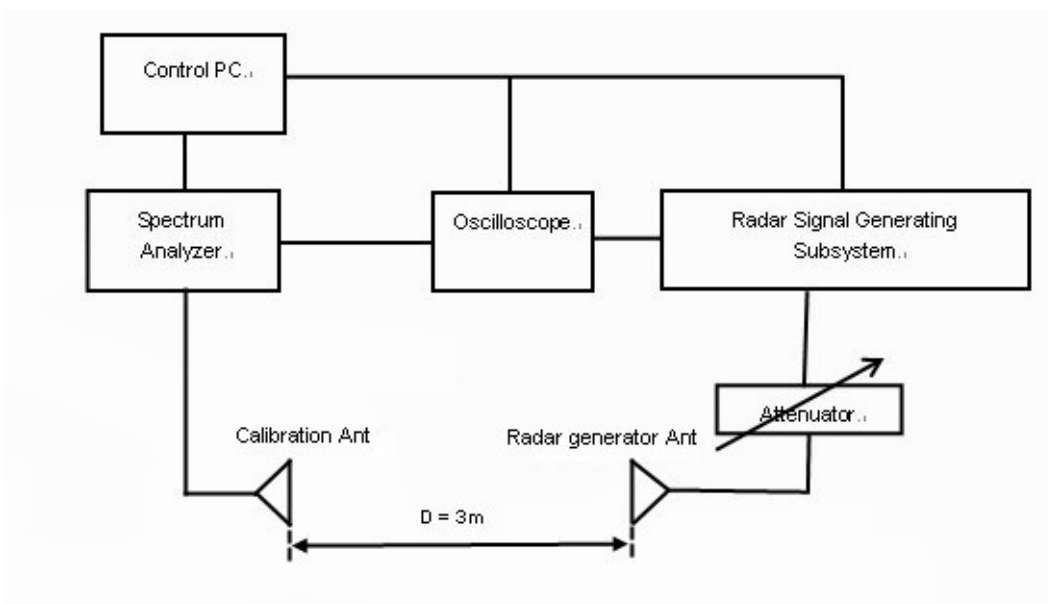 Control PC.
Spectrum
Analyzer.
Oscilloscope.
Radar Signal Generating
Subsystem.
Attenuator.
Calibration Ant
Radar generator Ant
D = 3m